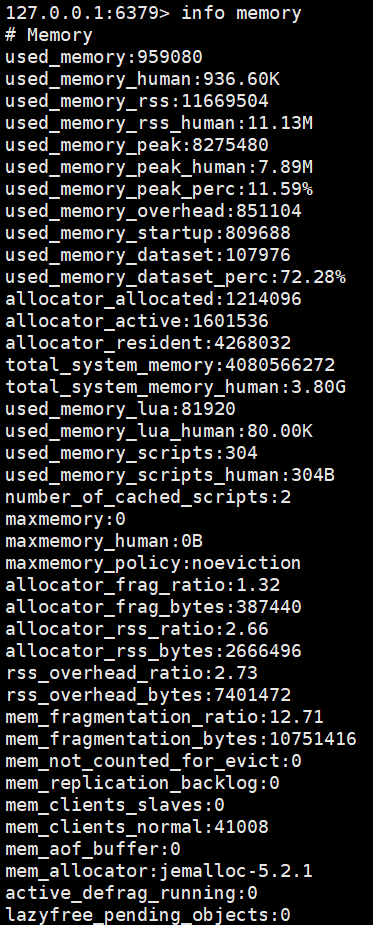 127.0.0.1:6379> info memory
# Memory
used_memory:959080
used_memory_human:936.60K
used_memory_rss:11669504
used_memory_rss_human:11.13M
used_memory_peak:8275480
used_memory_peak_human:7.89M
used_memory_peak_perc:11.59%
used_memory_overhead:851104
used_memory_startup:809688
used_memory_dataset:107976
used_memory_dataset_perc:72.28%
allocator_allocated:1214096
allocator_active:1601536
allocator_resident:4268032
total_system_memory:4080566272
total_system_memory_human:3.80G
used_memory_lua:81920
used_memory_lua_human:80.00K
used_memory_scripts:304
used_memory_scripts_human:304B
number_of_cached_scripts:2
maxmemory:0
maxmemory_human:0B
maxmemory_policy:noeviction
allocator_frag_ratio:1.32
allocator_frag_bytes:387440
allocator_rss_ratio:2.66
allocator_rss_bytes:2666496
rss_overhead_ratio:2.73
rss_overhead_bytes:7401472
mem_fragmentation_ratio:12.71
mem_fragmentation_bytes:10751416
mem_not_counted_for_evict:0
mem_replication_backlog:0
mem_clients_slaves:0
mem_clients_normal:41008
mem_aof_buffer:0
mem_allocator:jemalloc-5.2.1
active_defrag_running:0
lazyfree_pending_objects:0